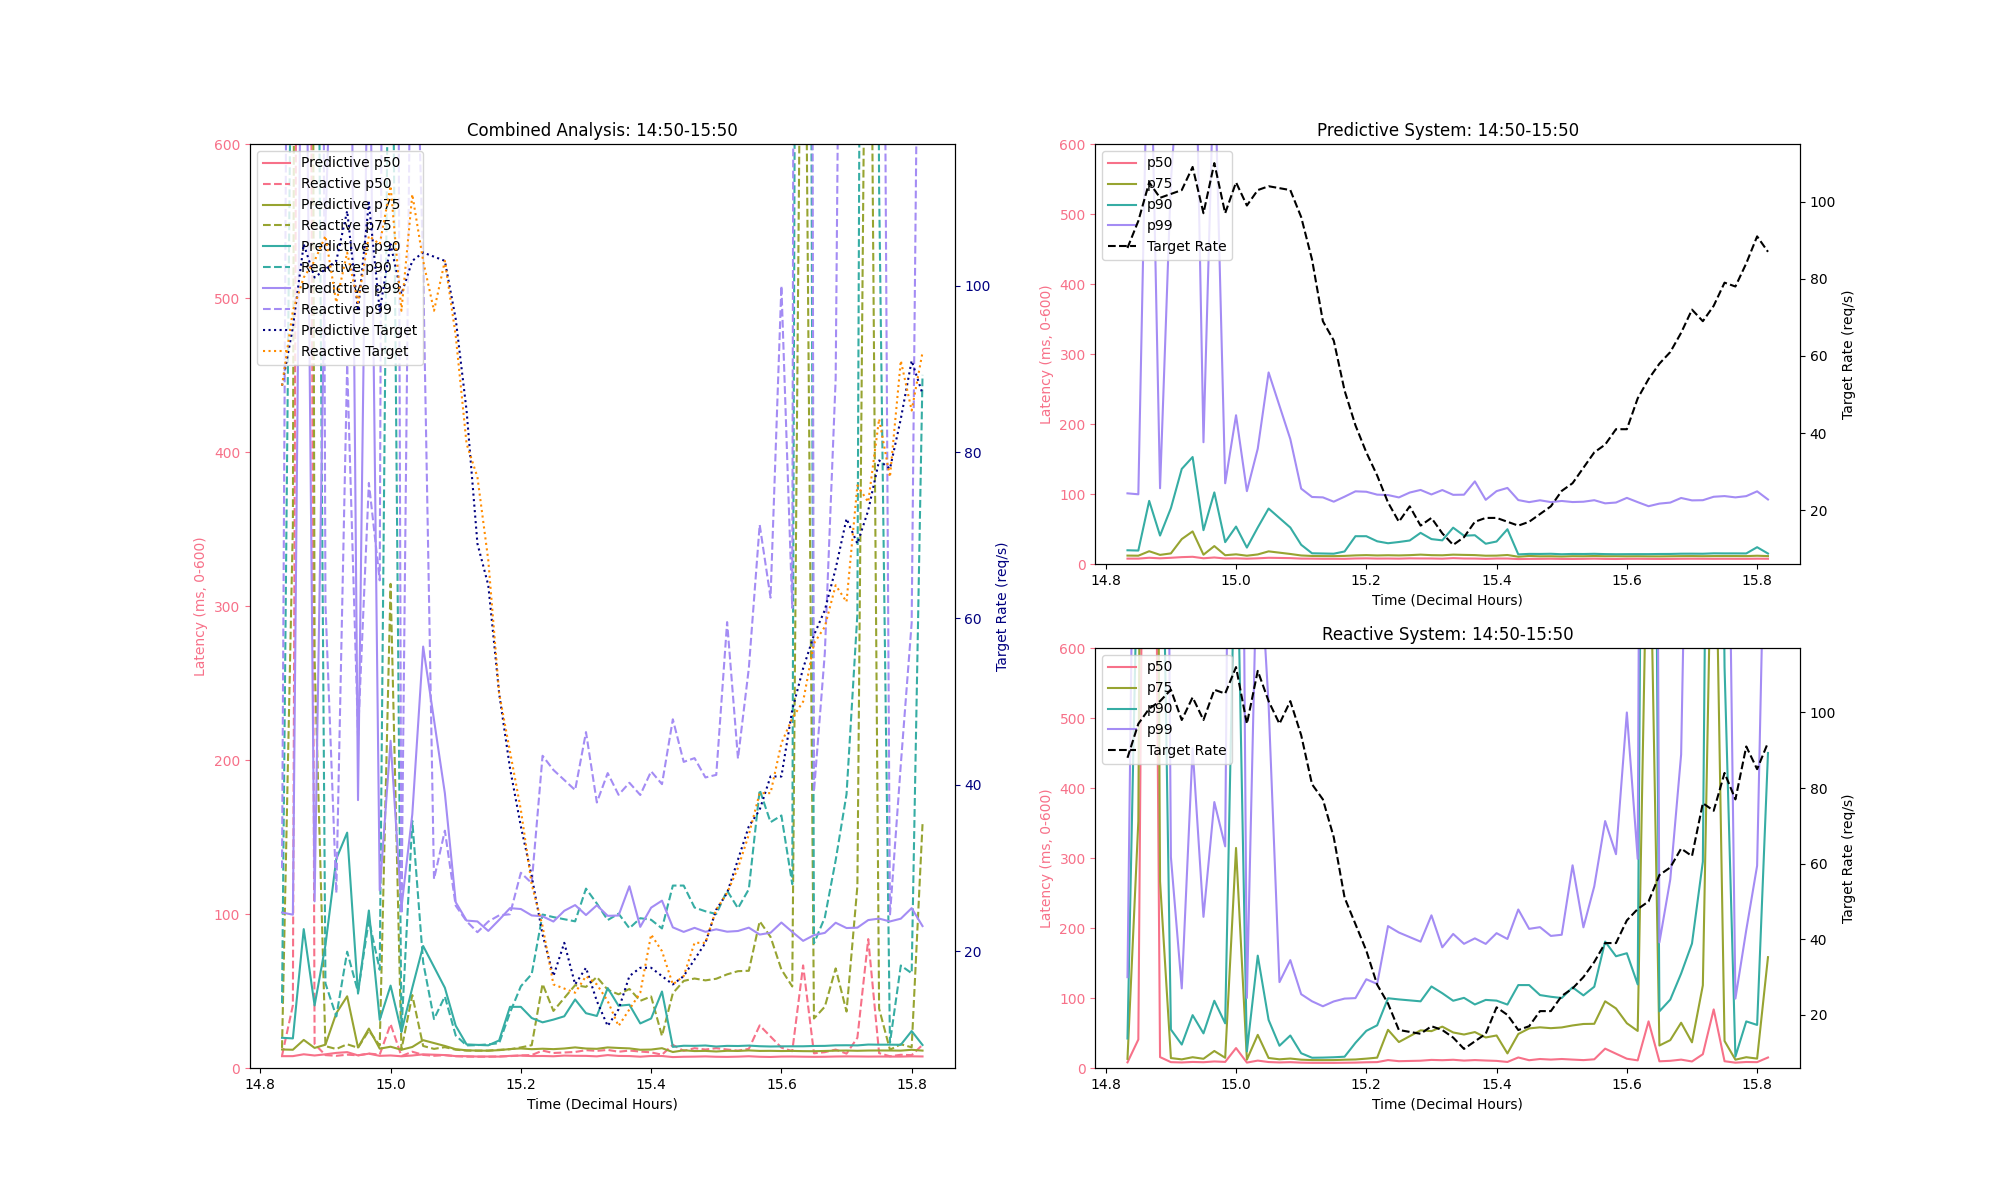 Combined Analysis: 14:50-15:50
600
500
400
300
200
100
0
Latency (ms, 0-600)
Predictive p50
Reactive p50
Predictive p75
Reactive p75
Predictive p90
Reactive p90
Predictive p99
Reactive p99
Predictive Target
Reactive Target
100
80
60
40
20
Target Rate (req/s)
14.8 15.0 15.2 15.4 15.6 15.8
Time (Decimal Hours)
Predictive System: 14:50-15:50
600
500
400
300
200
100
0
Latency (ms, 0-600)
p50
p75
p90
p99
Target Rate
100
80
60
40
20
Target Rate (req/s)
14.8 15.0 15.2 15.4 15.6 15.8
Time (Decimal Hours)
Reactive System: 14:50-15:50
600
500
400
300
200
100
0
Latency (ms, 0-600)
p50
p75
p90
p99
Target Rate
100
80
60
40
20
Target Rate (req/s)
14.8 15.0 15.2 15.4 15.6 15.8
Time (Decimal Hours)